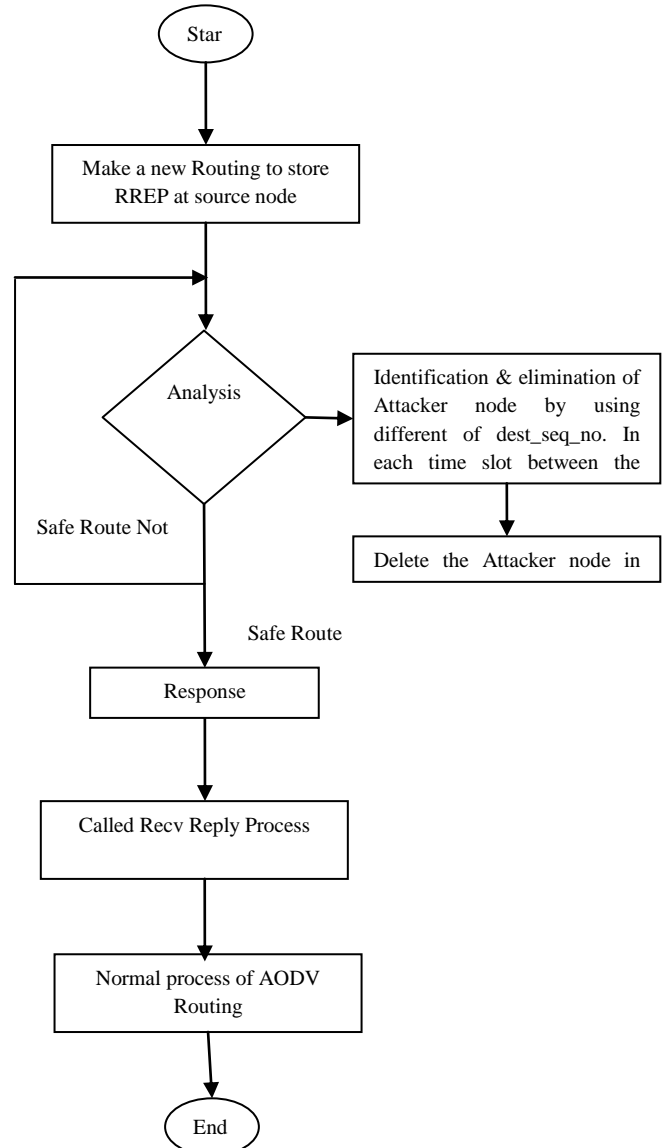 Star
Make a new Routing to store
RREP at source node
Analysis
Identification & elimination of
Attacker node by using
different of dest_seq_no. In
each time slot between the
Delete the Attacker node in
Safe Route Not
Safe Route
Response
Called Recv Reply Process
Normal process of AODV
Routing
End